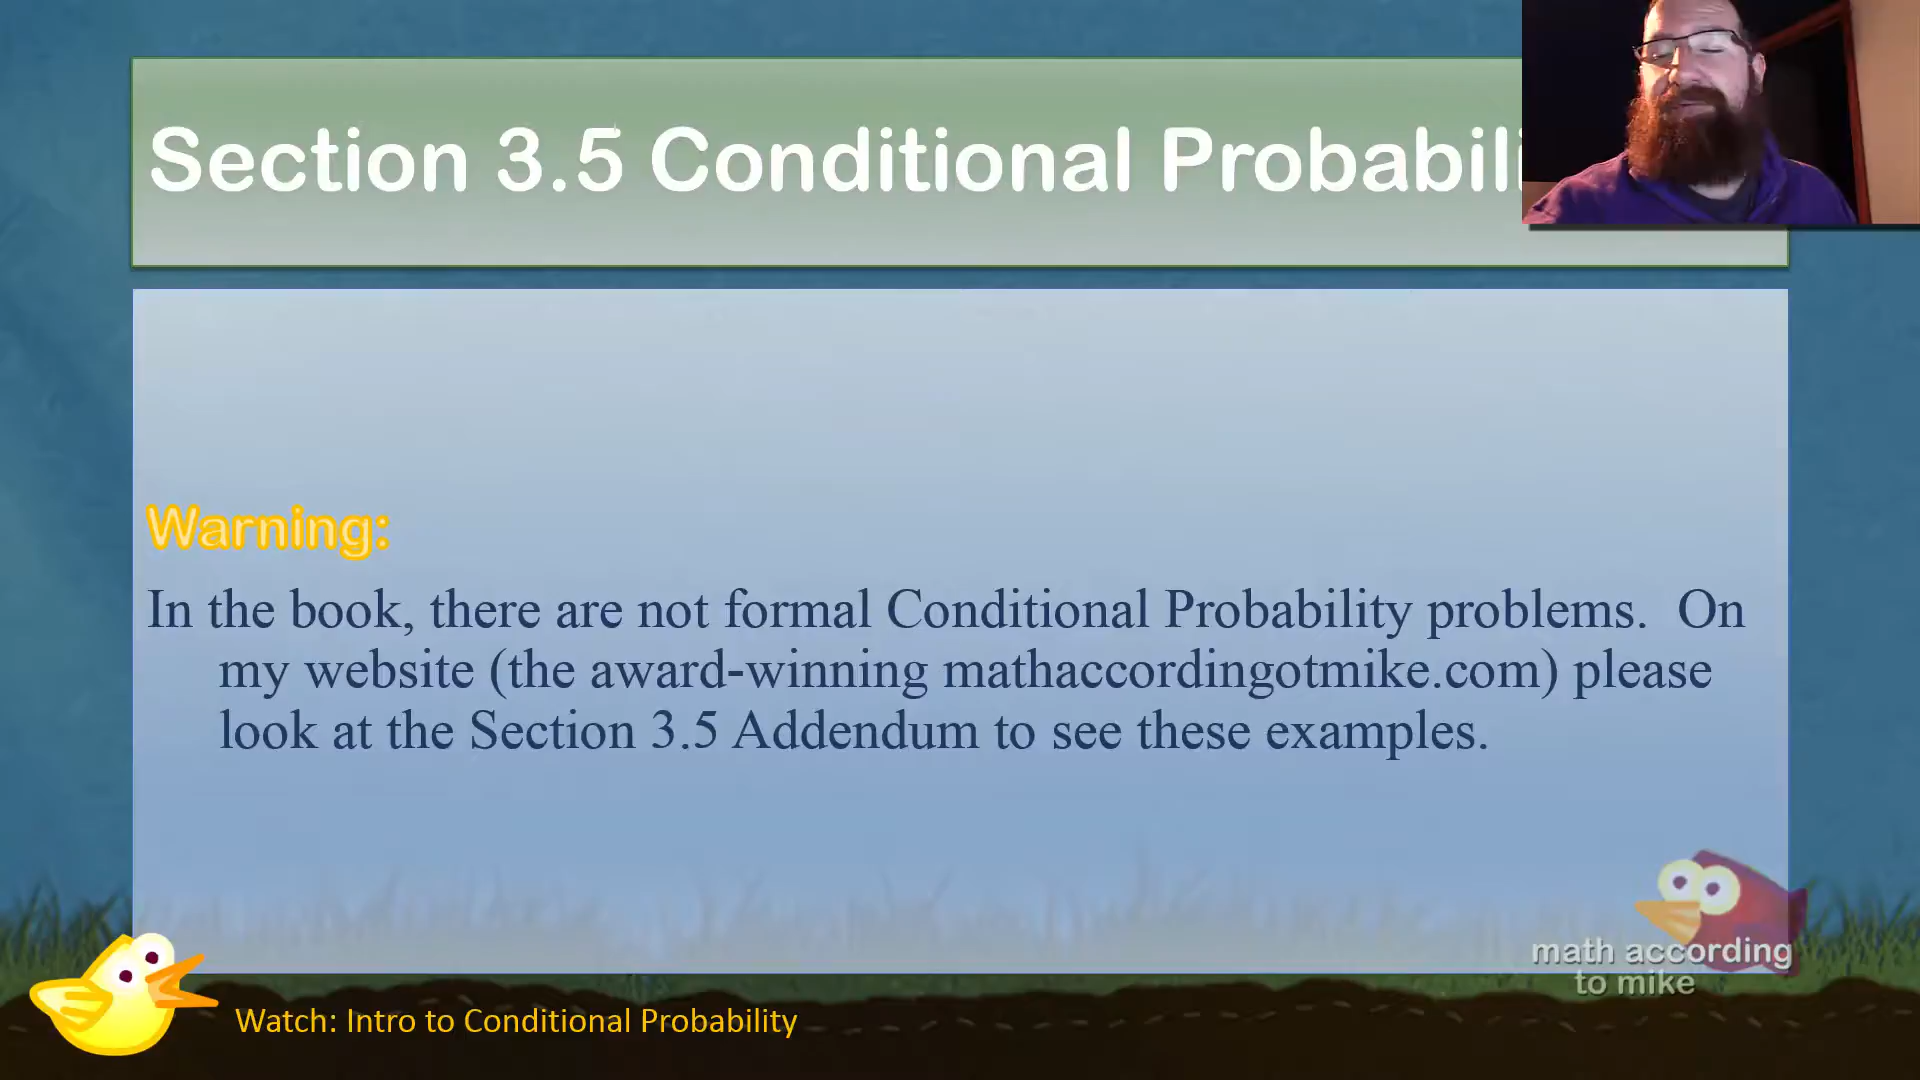 Section 3.5 Conditional Probabili
Warning:
In the book, there are not formal Conditional Probability problems. On
my website (the award-winning mathaccordingotmike.com) please
look at the Section 3.5 Addendum to see these examples.
math according
to mike
Watch: Intro to Conditional Probability